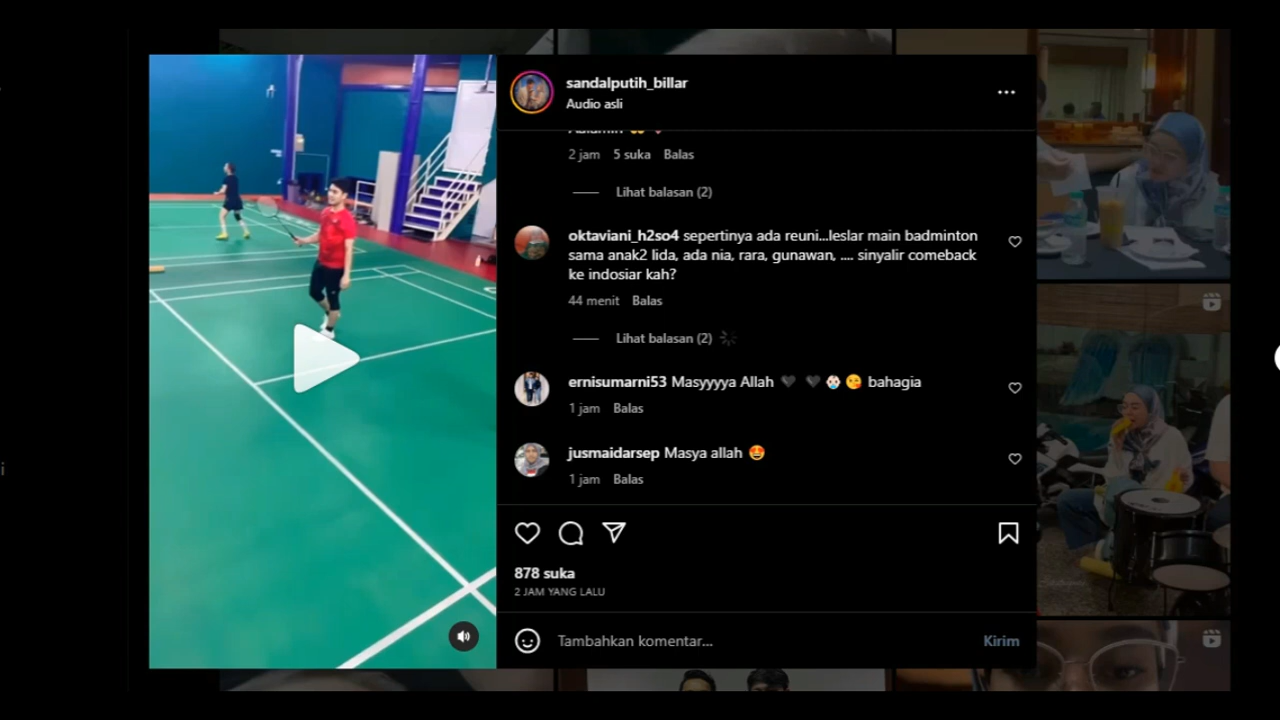 sandalputih_billar
Audio asli
2 jam 5 suka Balas
Lihat balasan (2)
oktaviani_h2so4 sepertinya ada reuni...leslar main badminton
sama anak2 lida, ada nia, rara, gunawan, .... sinyalir comeback
ke indosiar kah?
44 menit Balas
Lihat balasan (2)
ernisumarni53 Masyyyya Allah 🖤 🖤 🤡 😘 bahagia
1 jam Balas
jusmaidarsep Masya allah 🤩
1 jam Balas
878 suka
2 JAM YANG LALU
Tambahkan komentar...
Kirim